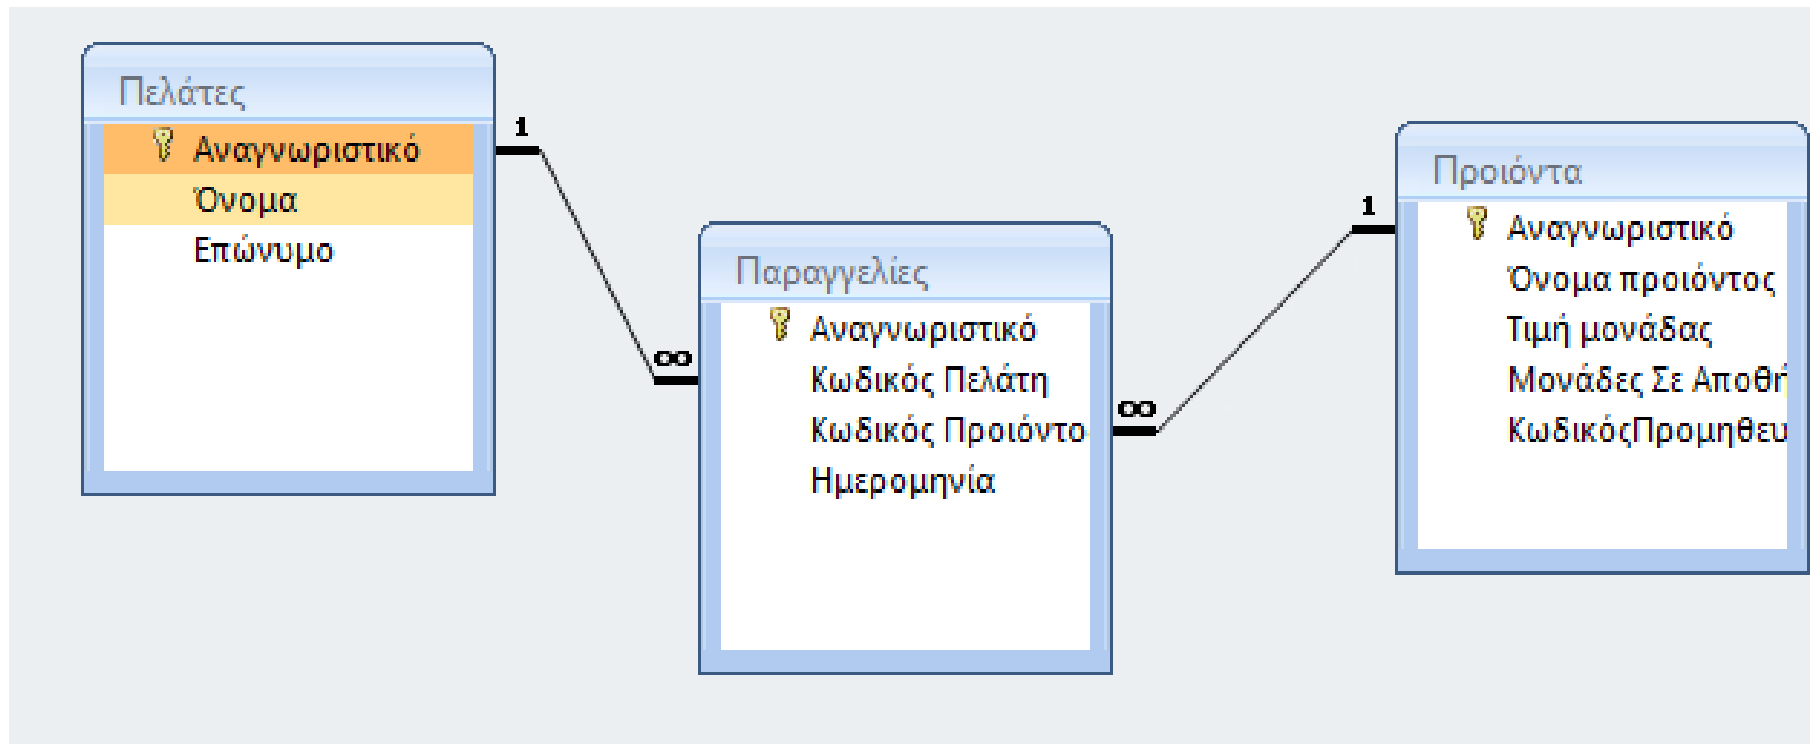 Πελάτες
Αναγνωριστικό
Όνομα
Επώνυμο
1
∞
Παραγγελίες
Αναγνωριστικό
Κωδικός Πελάτη
Κωδικός Προιόντο
Ημερομηνία
∞
1
Προιόντα
Αναγνωριστικό
Όνομα προιόντος
Τιμή μονάδας
Μονάδες Σε Αποθή
ΚωδικόςΠρομηθευ